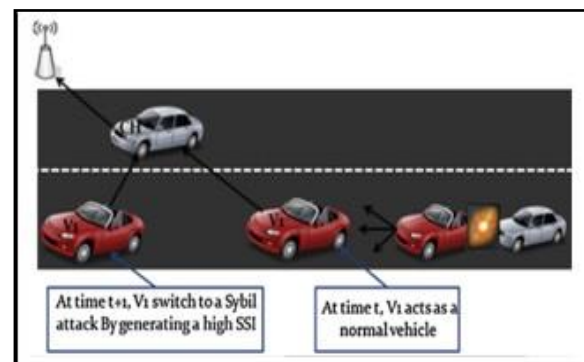 CH
V
V
At time t+1, V1 switch to a Sybil
attack By generating a high SSI
At time t, V1 acts as a
normal vehicle